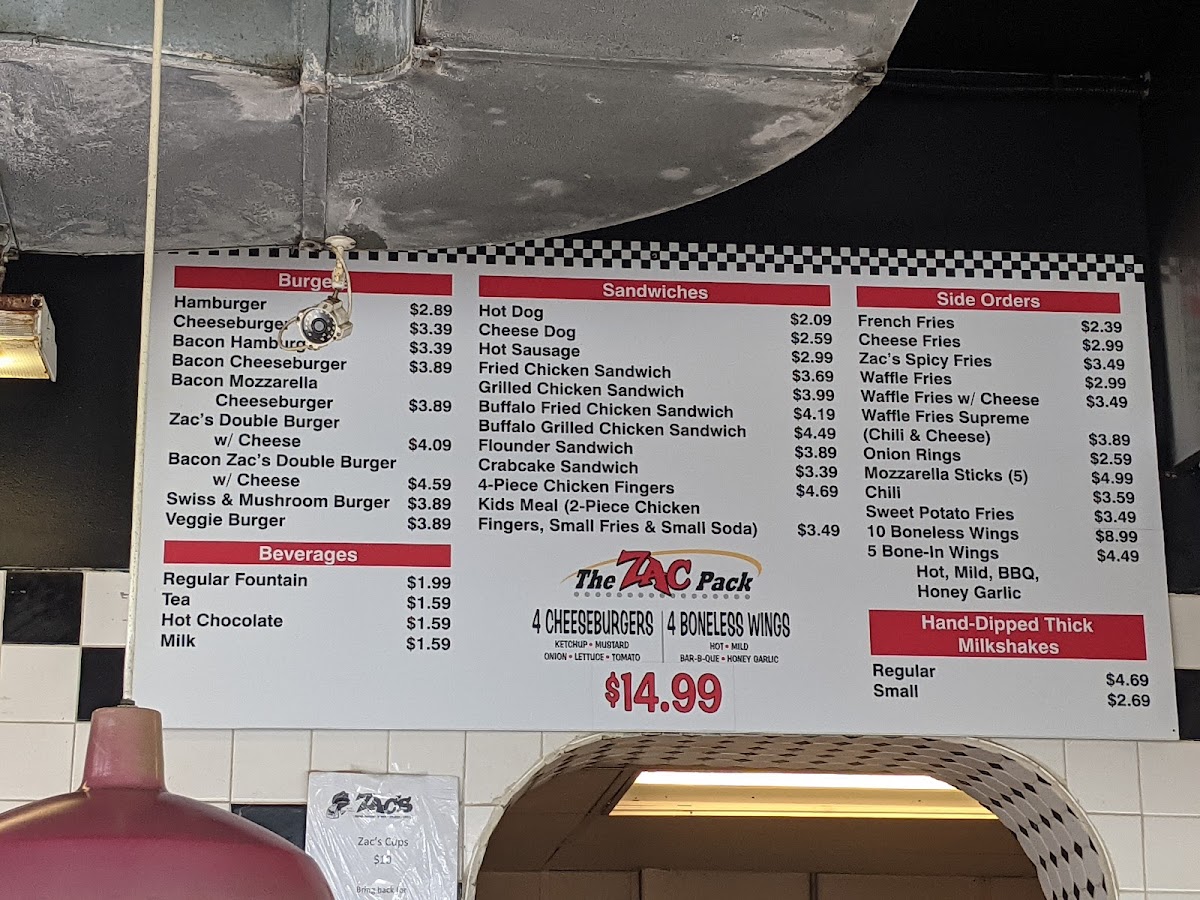 Burge
Hamburger $2.89
Cheeseburge $3.39
Bacon Hamburg $3.39
Bacon Cheeseburger $3.89
Bacon Mozzarella
Cheeseburger $3.89
Zac's Double Burger
w/ Cheese $4.09
Bacon Zac's Double Burger
w/ Cheese $4.59
Swiss & Mushroom Burger $3.89
Veggie Burger $3.89
Beverages
Regular Fountain $1.99
Tea $1.59
Hot Chocolate $1.59
Milk $1.59
Sandwiches
Hot Dog $2.09
Cheese Dog $2.59
Hot Sausage $2.99
Fried Chicken Sandwich $3.69
Grilled Chicken Sandwich $3.99
Buffalo Fried Chicken Sandwich $4.19
Buffalo Grilled Chicken Sandwich $4.49
Flounder Sandwich $3.89
Crabcake Sandwich $3.39
4-Piece Chicken Fingers $4.69
Kids Meal (2-Piece Chicken
Fingers, Small Fries & Small Soda) $3.49
The ZAC Pack
4 CHEESEBURGERS
KETCHUP • MUSTARD
ONION • LETTUCE • TOMATO
4 BONELESS WINGS
HOT • MILD
BAR-B-QUE • HONEY GARLIC
$14.99
Side Orders
French Fries $2.39
Cheese Fries $2.99
Zac's Spicy Fries $3.49
Waffle Fries $2.99
Waffle Fries w/ Cheese $3.49
Waffle Fries Supreme
(Chili & Cheese) $3.89
Onion Rings $2.59
Mozzarella Sticks (5) $4.99
Chili $3.59
Sweet Potato Fries $3.49
10 Boneless Wings $8.99
5 Bone-In Wings $4.49
Hot, Mild, BBQ,
Honey Garlic
Hand-Dipped Thick
Milkshakes
Regular $4.69
Small $2.69
ZAC'S
Zac's Cups
Bring back for